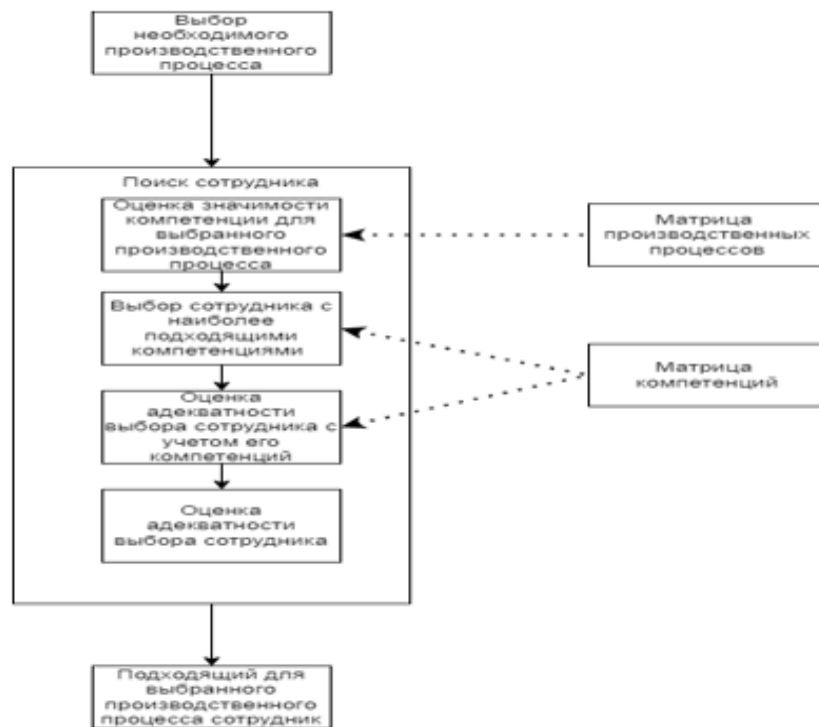 Выбор
необходимого
производственного
процесса
Поиск сотрудника
Оценка значимости
компетенции для
выбранного
производственного
процесса
Матрица
производственных
процессов
Выбор сотрудника с
наиболее
подходящими
компетенциями
Матрица
компетенций
Оценка
адекватности
выбора сотрудника с
учетом его
компетенций
Оценка
адекватности
выбора сотрудника
Подходящий для
выбранного
производственного
процесса сотрудник